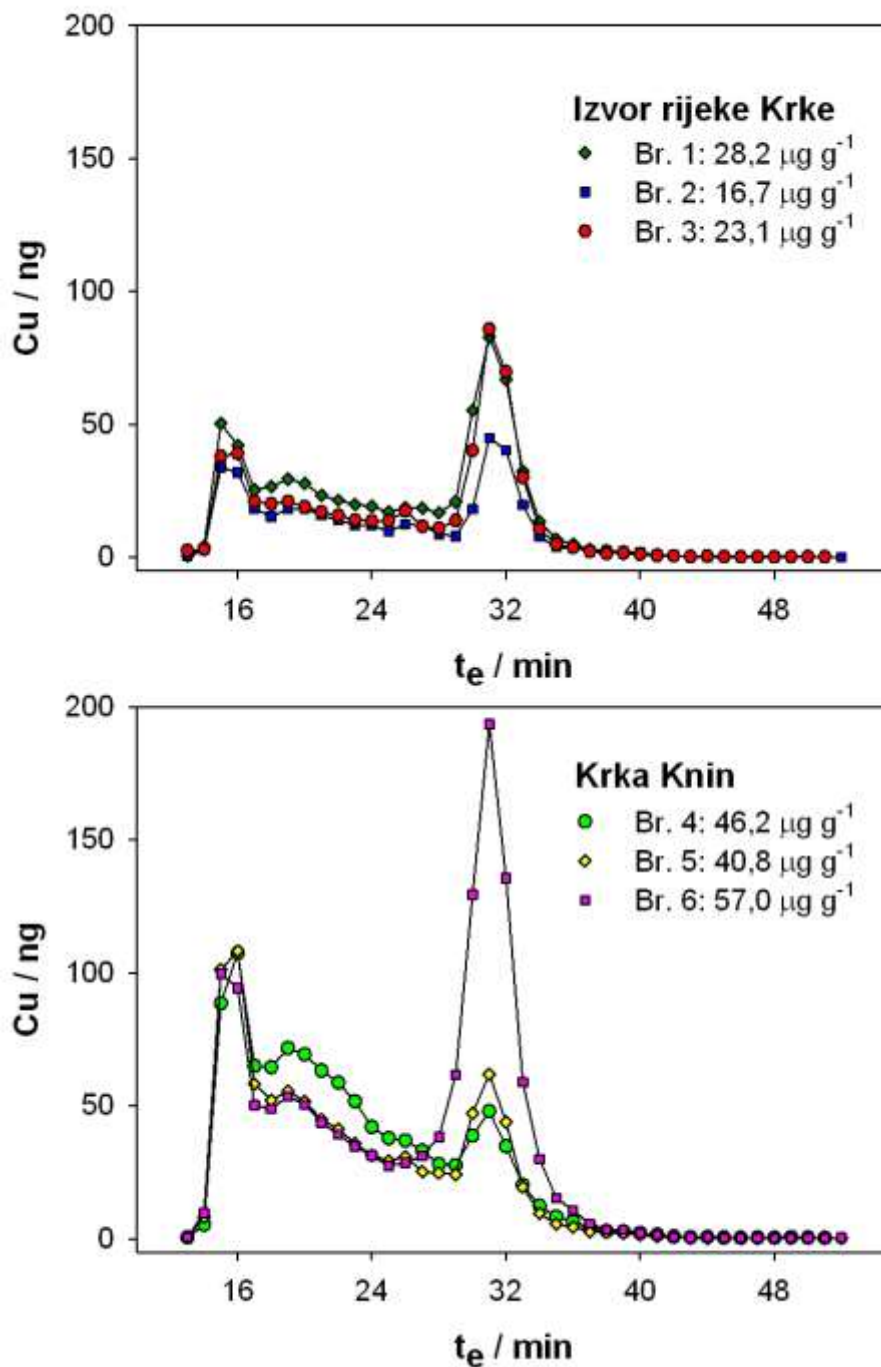 200
150
100
50
0
Cu / ng
Izvor rijeke Krke
Br. 1: 28,2 µg g⁻¹
Br. 2: 16,7 µg g⁻¹
Br. 3: 23,1 µg g⁻¹
16 24 32 40 48
te / min
200
150
100
50
0
Cu / ng
Krka Knin
Br. 4: 46,2 µg g⁻¹
Br. 5: 40,8 µg g⁻¹
Br. 6: 57,0 µg g⁻¹
16 24 32 40 48
te / min